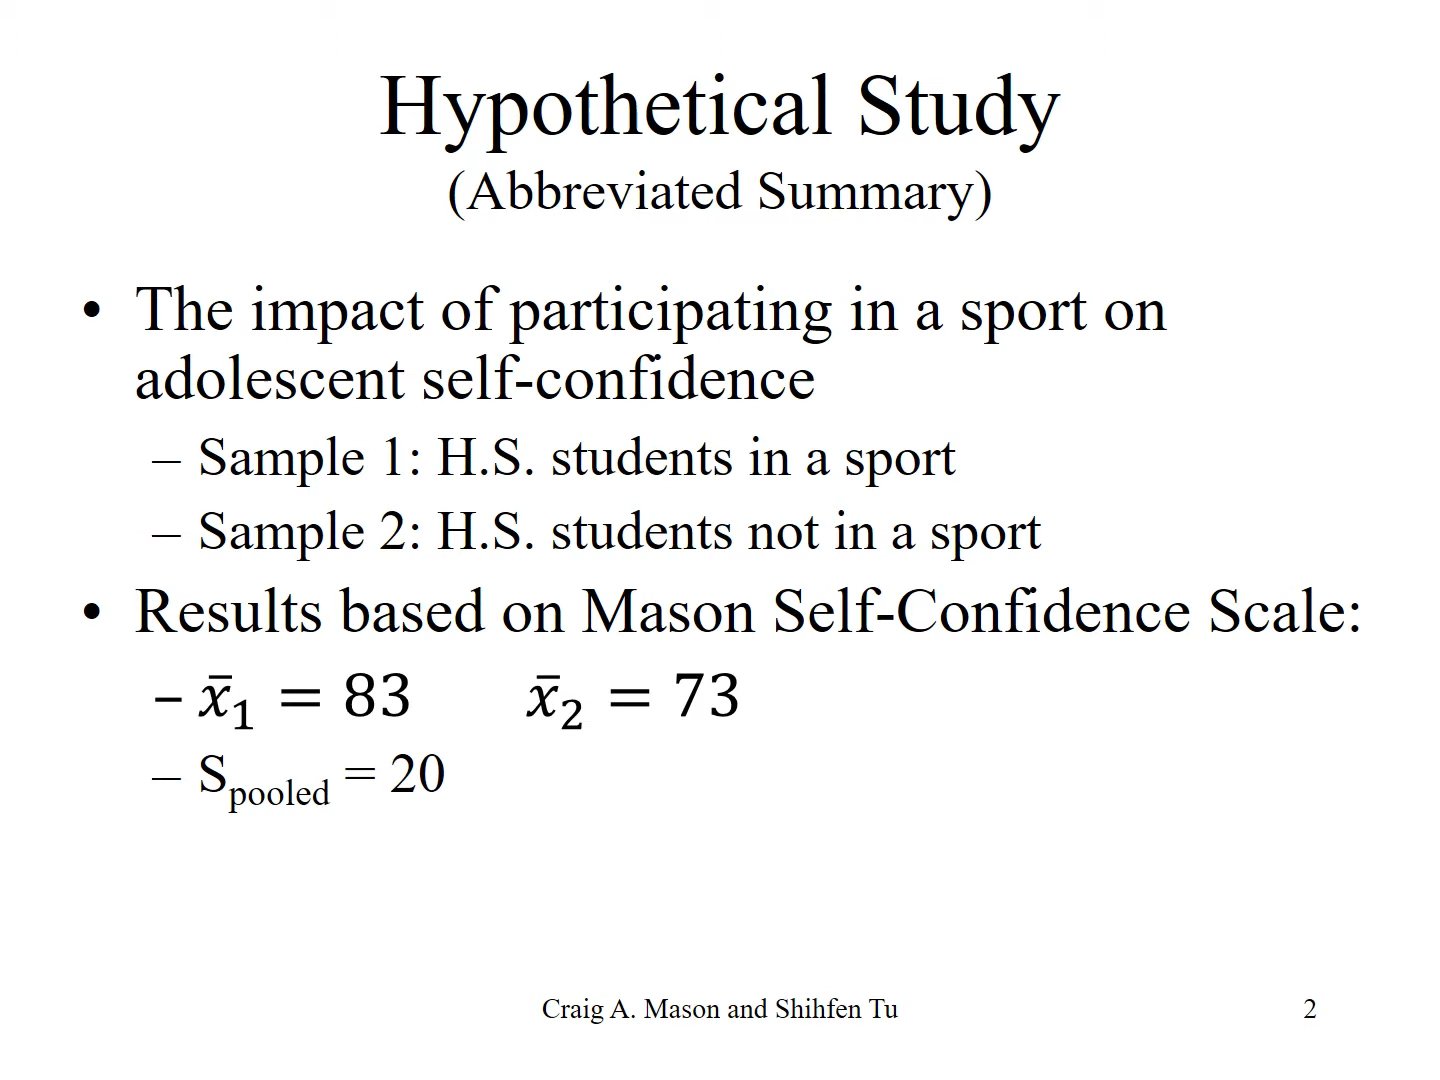 Hypothetical Study
(Abbreviated Summary)
• The impact of participating in a sport on
adolescent self-confidence
– Sample 1: H.S. students in a sport
– Sample 2: H.S. students not in a sport
• Results based on Mason Self-Confidence Scale:
– x̄₁ = 83 x̄₂ = 73
– Spooled = 20
Craig A. Mason and Shihfen Tu 2